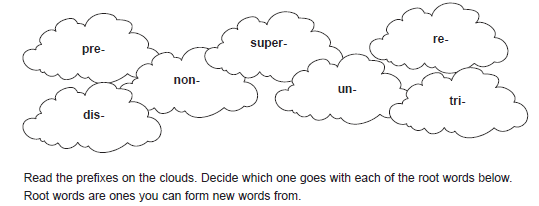 pre-
super-
re-
non-
un-
dis-
tri-
Read the prefixes on the clouds. Decide which one goes with each of the root words below.
Root words are ones you can form new words from.